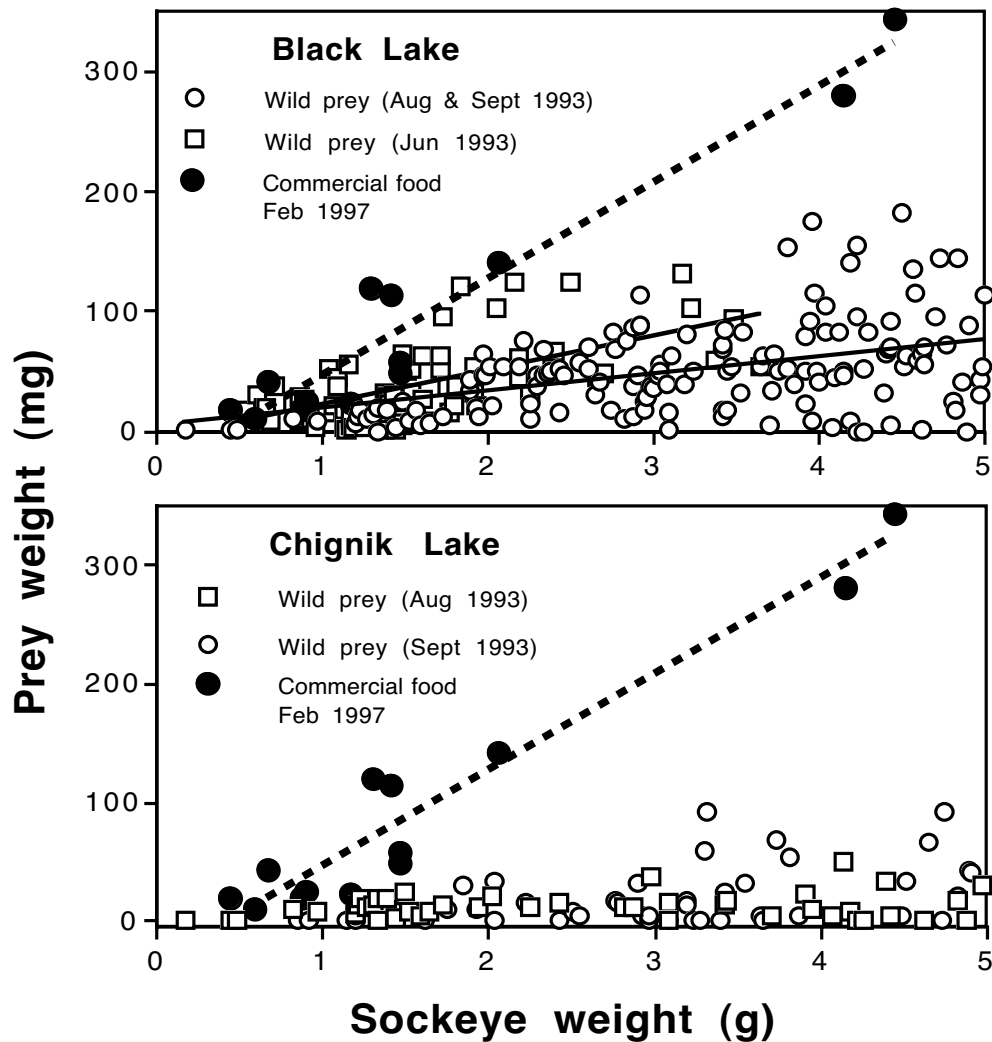 Black Lake
Wild prey (Aug & Sept 1993)
Wild prey (Jun 1993)
Commercial food
Feb 1997
300
200
100
0
0 1 2 3 4 5
Chignik Lake
Wild prey (Aug 1993)
Wild prey (Sept 1993)
Commercial food
Feb 1997
300
200
100
0
0 1 2 3 4 5
Prey weight (mg)
Sockeye weight (g)